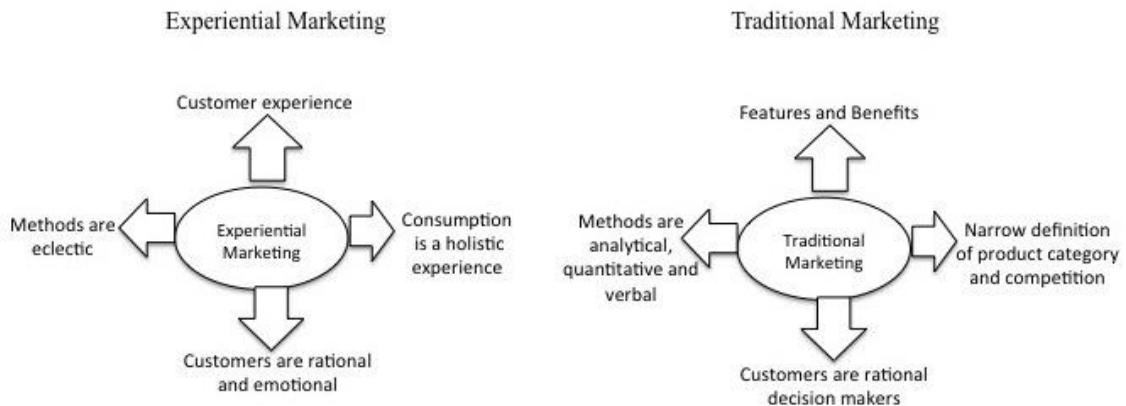 Experiential Marketing
Customer experience
Methods are
eclectic
Experiential
Marketing
Consumption
is a holistic
experience
Customers are rational
and emotional
Traditional Marketing
Features and Benefits
Methods are
analytical,
quantitative and
verbal
Traditional
Marketing
Narrow definition
of product category
and competition
Customers are rational
decision makers